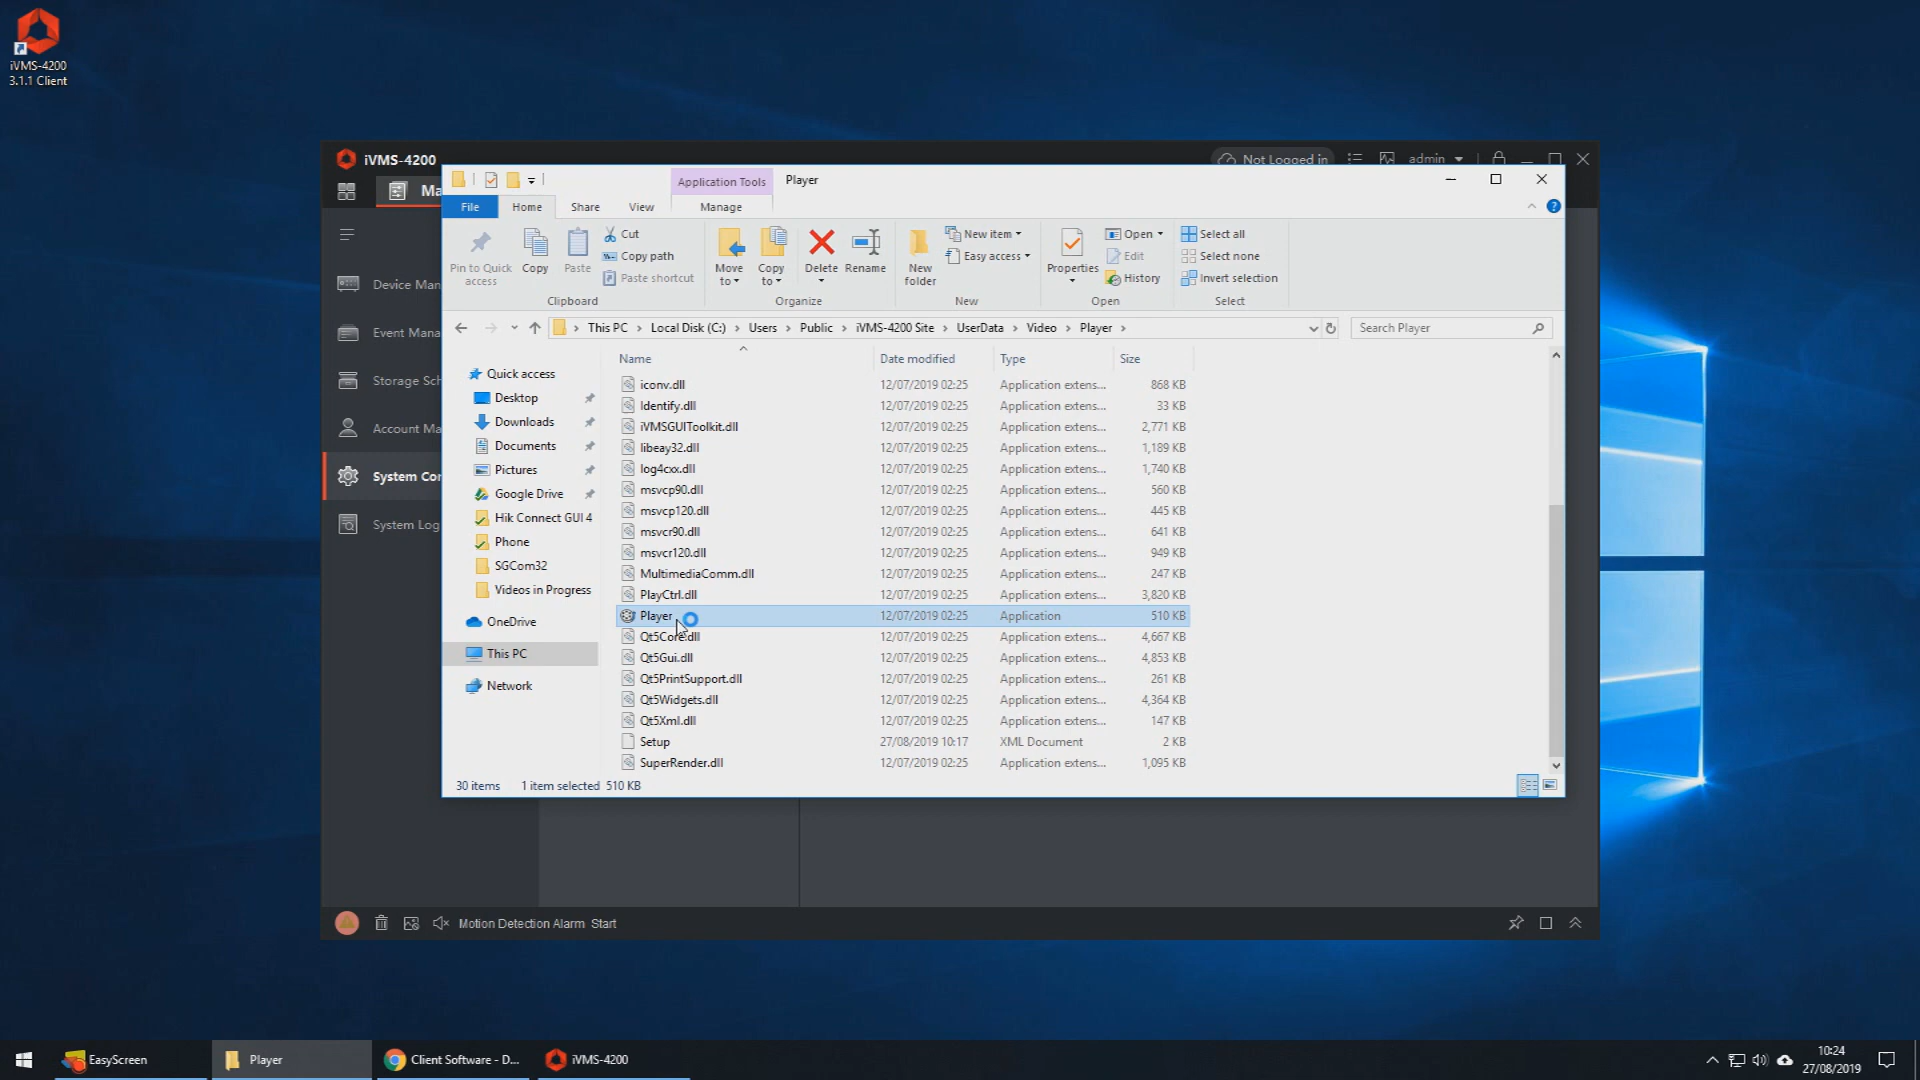 iVMS-4200
3.1.1 Client
iVMS-4200
Not Logged in
admin
Ma
Device Man
Event Mana
Storage Sch
Account Ma
System Con
System Log
Application Tools
Player
File
Home
Share
View
Manage
Pin to Quick
access
Copy
Paste
Cut
Copy path
Paste shortcut
Clipboard
Move
to
Copy
to
Delete
Rename
Organize
New
folder
New item
Easy access
New
Properties
Open
Edit
History
Open
Select all
Select none
Invert selection
Select
This PC > Local Disk (C:) > Users > Public > iVMS-4200 Site > UserData > Video > Player >
Search Player
Quick access
Desktop
Downloads
Documents
Pictures
Google Drive
Hik Connect GUI 4
Phone
SGCom32
Videos in Progress
OneDrive
This PC
Network
Name Date modified Type Size
iconv.dll 12/07/2019 02:25 Application extens... 868 KB
Identify.dll 12/07/2019 02:25 Application extens... 33 KB
iVMSGUIToolkit.dll 12/07/2019 02:25 Application extens... 2,771 KB
libeay32.dll 12/07/2019 02:25 Application extens... 1,189 KB
log4cxx.dll 12/07/2019 02:25 Application extens... 1,740 KB
msvcp90.dll 12/07/2019 02:25 Application extens... 560 KB
msvcp120.dll 12/07/2019 02:25 Application extens... 445 KB
msvcr90.dll 12/07/2019 02:25 Application extens... 641 KB
msvcr120.dll 12/07/2019 02:25 Application extens... 949 KB
MultimediaComm.dll 12/07/2019 02:25 Application extens... 247 KB
PlayCtrl.dll 12/07/2019 02:25 Application extens... 3,820 KB
Player 12/07/2019 02:25 Application 510 KB
Qt5Core.dll 12/07/2019 02:25 Application extens... 4,667 KB
Qt5Gui.dll 12/07/2019 02:25 Application extens... 4,853 KB
Qt5PrintSupport.dll 12/07/2019 02:25 Application extens... 261 KB
Qt5Widgets.dll 12/07/2019 02:25 Application extens... 4,364 KB
Qt5Xml.dll 12/07/2019 02:25 Application extens... 147 KB
Setup 27/08/2019 10:17 XML Document 2 KB
SuperRender.dll 12/07/2019 02:25 Application extens... 1,095 KB
30 items 1 item selected 510 KB
Motion Detection Alarm Start
EasyScreen
Player
Client Software - D...
iVMS-4200
10:24
27/08/2019